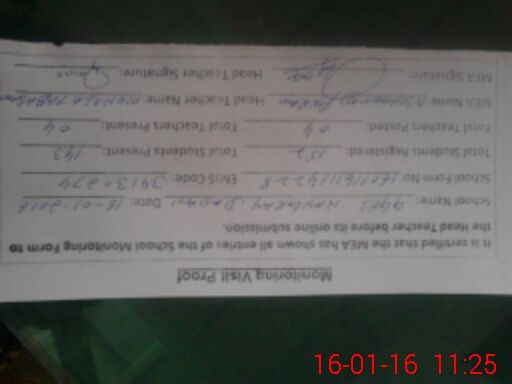 Monitoring Visit Proof
It is certified that the MEA has shown all entries of the School Monitoring Form to
the Head Teacher before its online submission.
School Name: GGES Date: 16-01-2016
School Form No: EMIS Code: 34130274
Total Students Registered: 152 Total Students Present: 143
Total Teachers Posted: 04 Total Teachers Present: 04
MEA Name Head Teacher Name
MEA Signature: Head Teacher Signature:
16-01-16 11:25